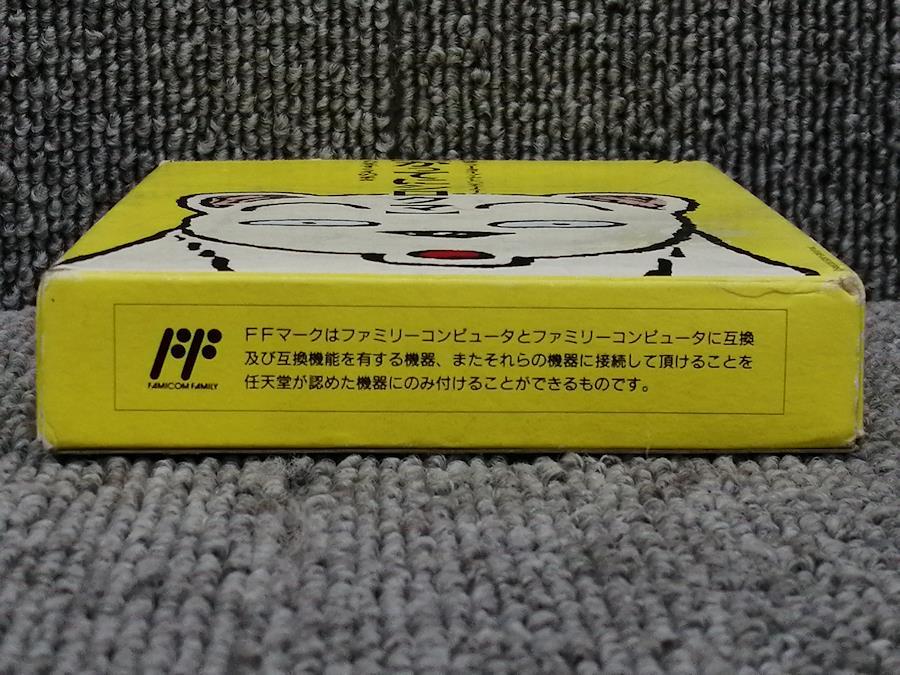 FFマークはファミリーコンピュータとファミリーコンピュータに互換
及び互換機能を有する機器、またそれらの機器に接続して頂けることを
任天堂が認めた機器にのみ付けることができるものです。
FF
FAMICOM FAMILY